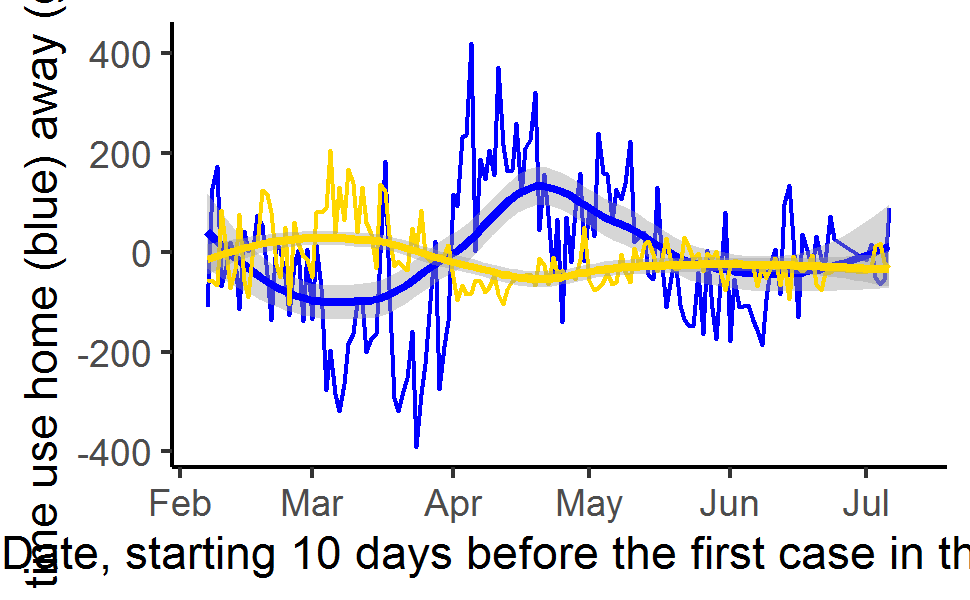 time use home (blue) away (
400
200
0
-200
-400
Feb Mar Apr May Jun Jul
Date, starting 10 days before the first case in th